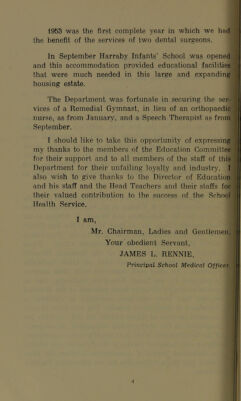 1953 was the first complete year in which we had
the benefit of the services of two dental surgeons.
In September Harraby Infants' School was opened
and this accommodation provided educational facilities
that were much needed in this large and expanding
housing estate.
The Department was fortunate in securing the ser-
vices of a Remedial Gymnast, in lieu of an orthopaedic
nurse, as from January, and a Speech Therapist as from
September.
I should like to take this opportunity of expressing
my thanks to the members of the Education Committee
for their support and to all members of the staff of this
Department for their unfailing loyalty and industry. I
also wish to give thanks to the Director of Education
and his staff and the Head Teachers and their staffs for
their valued contribution to the success of the School
Health Service.
I am,
Mr. Chairman, Ladies and Gentlemen,
Your obedient Servant,
JAMES L. RENNIE,
Principal School Medical Officer.